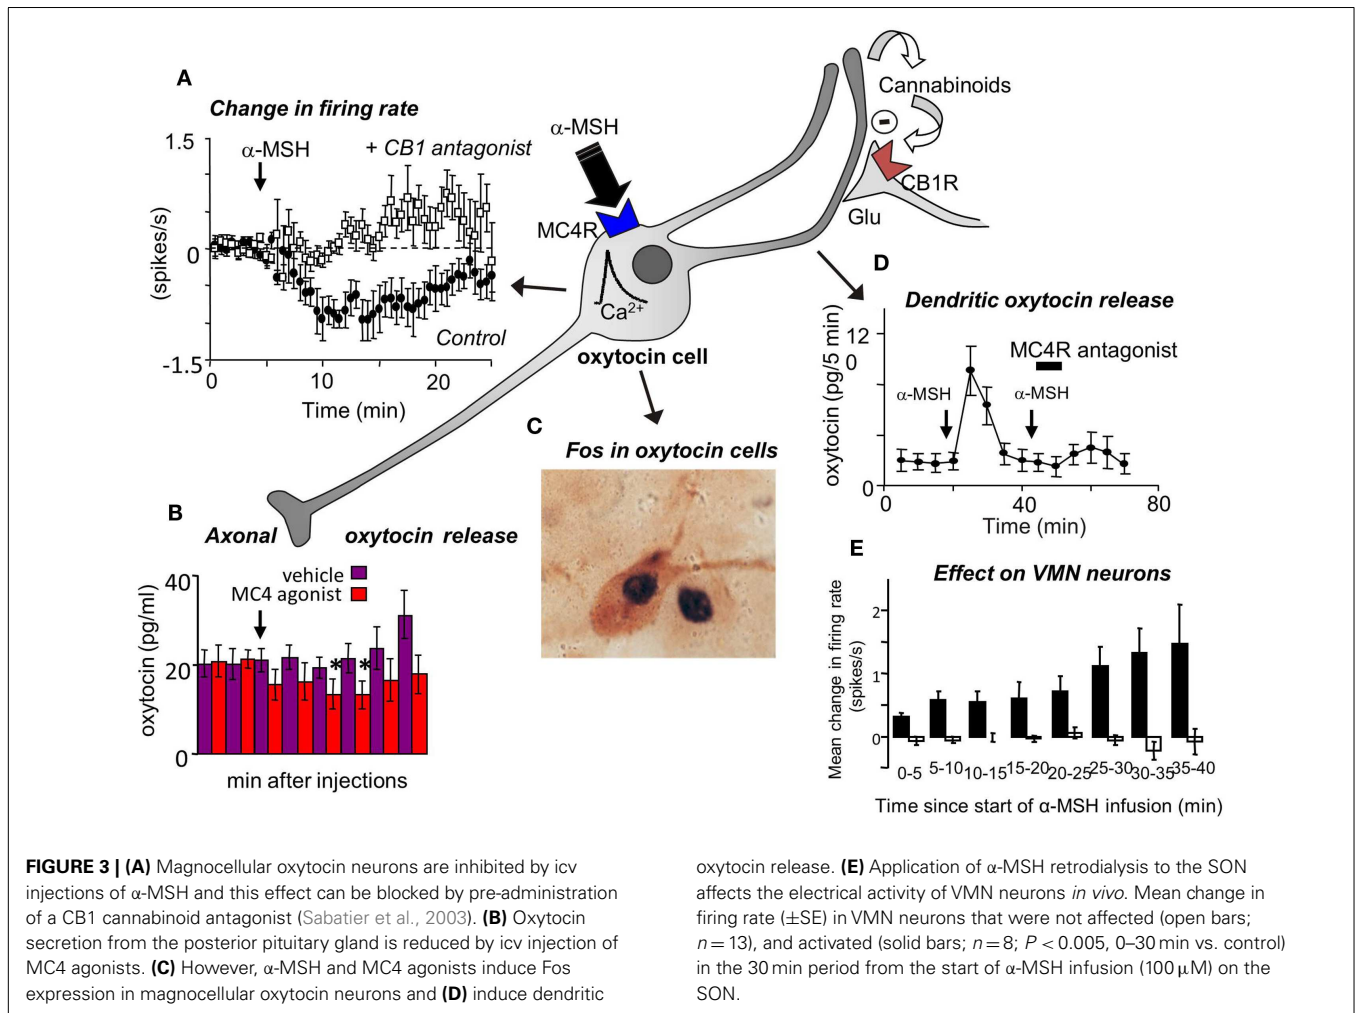 A
Change in firing rate
1.5
0
-1.5
(spikes/s)
α-MSH
+ CB1 antagonist
Control
0
10
20
Time (min)
α-MSH
MC4R
Ca2+
oxytocin cell
Cannabinoids
-
CB1R
Glu
B
Axonal oxytocin release
40
20
0
oxytocin (pg/ml)
vehicle
MC4 agonist
* *
min after injections
C
Fos in oxytocin cells
D
Dendritic oxytocin release
12
0
0
oxytocin (pg/5 min)
MC4R antagonist
α-MSH
α-MSH
0
40
80
Time (min)
E
Effect on VMN neurons
2
1
0
Mean change in firing rate
(spikes/s)
0-5 5-10 10-15 15-20 20-25 25-30 30-35 35-40
Time since start of α-MSH infusion (min)
FIGURE 3 | (A) Magnocellular oxytocin neurons are inhibited by icv
injections of α-MSH and this effect can be blocked by pre-administration
of a CB1 cannabinoid antagonist (Sabatier et al., 2003). (B) Oxytocin
secretion from the posterior pituitary gland is reduced by icv injection of
MC4 agonists. (C) However, α-MSH and MC4 agonists induce Fos
expression in magnocellular oxytocin neurons and (D) induce dendritic
oxytocin release. (E) Application of α-MSH retrodialysis to the SON
affects the electrical activity of VMN neurons in vivo. Mean change in
firing rate (±SE) in VMN neurons that were not affected (open bars;
n = 13), and activated (solid bars; n = 8; P < 0.005, 0–30 min vs. control)
in the 30 min period from the start of α-MSH infusion (100 μM) on the
SON.